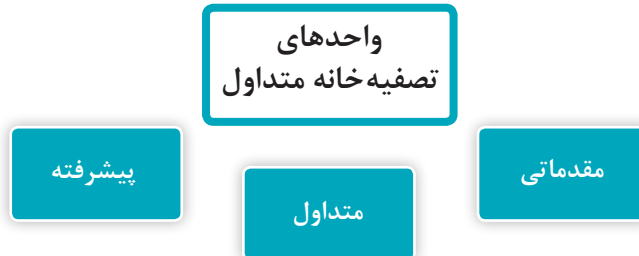 واحدهای
تصفیه‌خانه متداول
مقدماتی
متداول
پیشرفته